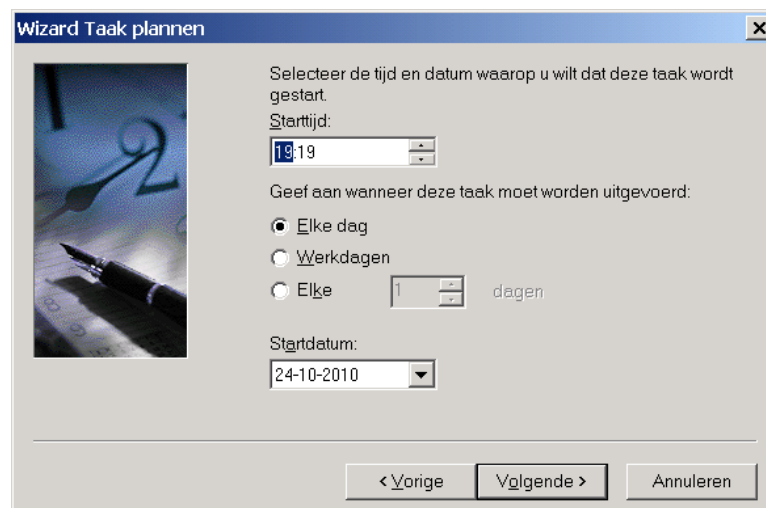 Wizard Taak plannen
Selecteer de tijd en datum waarop u wilt dat deze taak wordt
gestart.
Starttijd:
19:19
Geef aan wanneer deze taak moet worden uitgevoerd:
Elke dag
Werkdagen
Elke 1 dagen
Startdatum:
24-10-2010
< Vorige Volgende > Annuleren